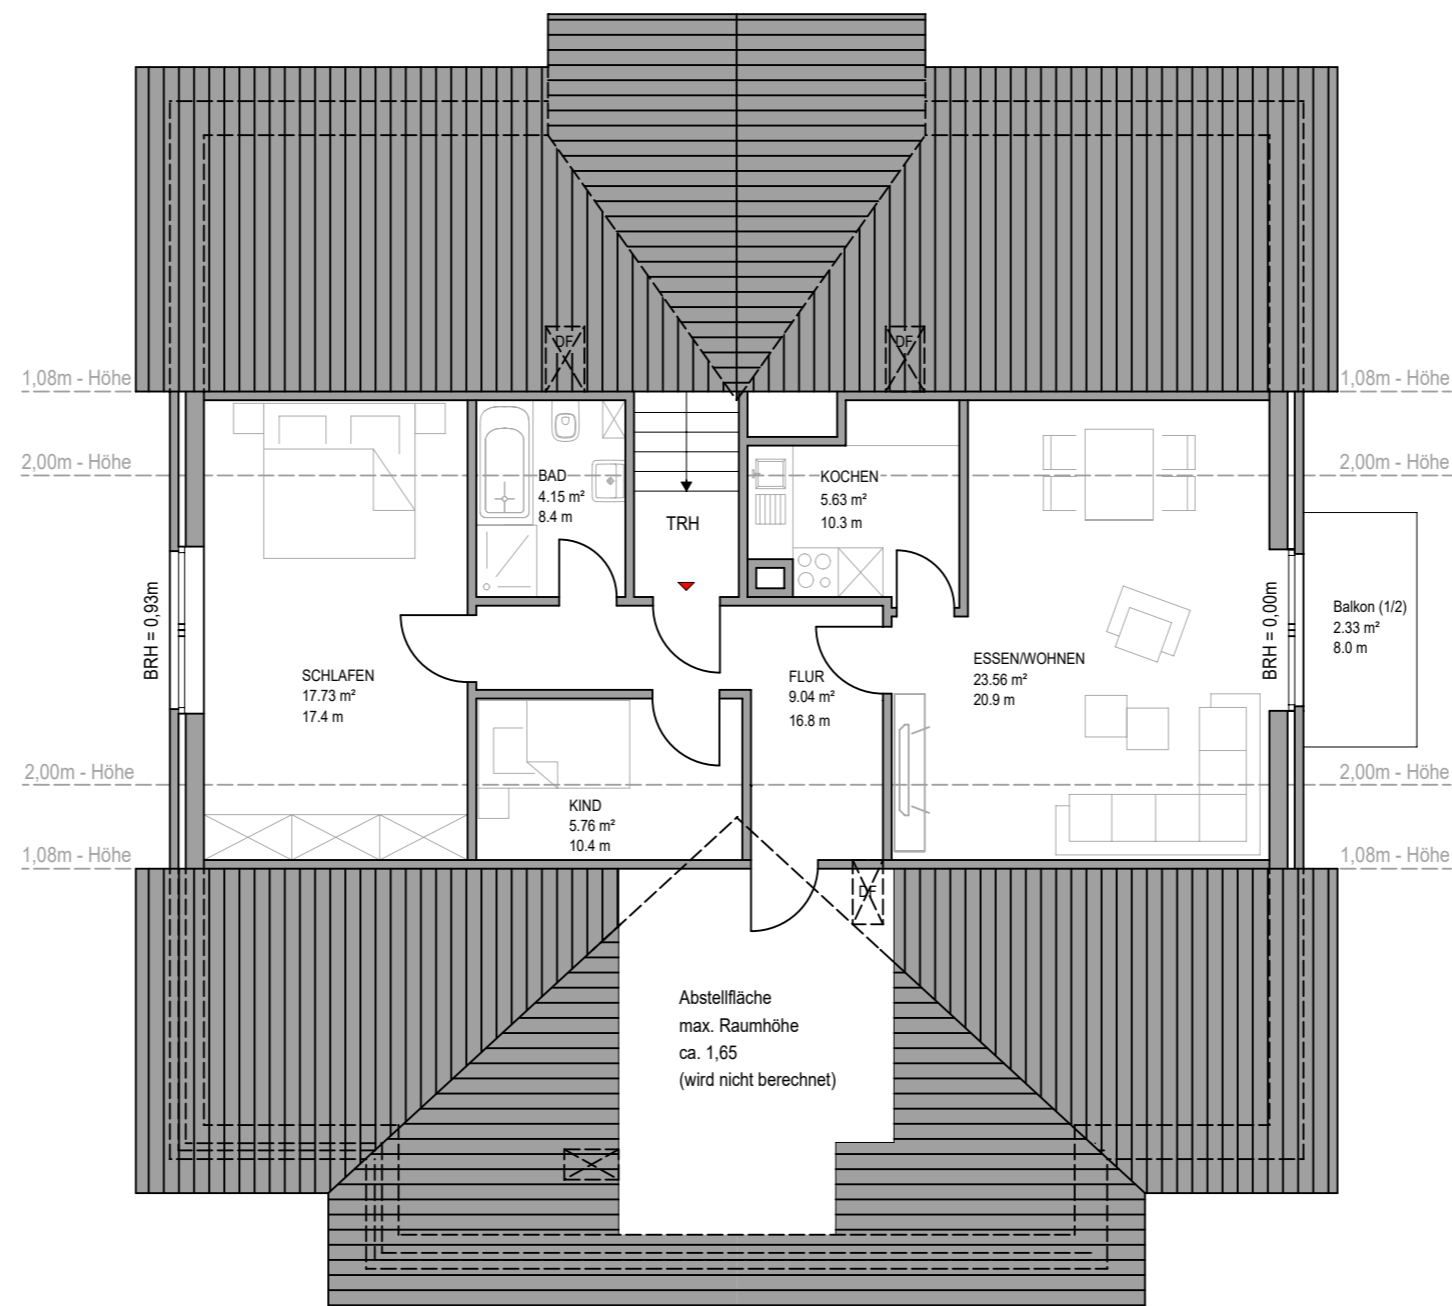 DF
DF
1,08m - Höhe
1,08m - Höhe
2,00m - Höhe
2,00m - Höhe
BAD
4.15 m²
8.4 m
TRH
KOCHEN
5.63 m²
10.3 m
BRH = 0,93m
SCHLAFEN
17.73 m²
17.4 m
FLUR
9.04 m²
16.8 m
ESSEN/WOHNEN
23.56 m²
20.9 m
BRH = 0,00m
Balkon (1/2)
2.33 m²
8.0 m
2,00m - Höhe
2,00m - Höhe
KIND
5.76 m²
10.4 m
1,08m - Höhe
1,08m - Höhe
DF
Abstellfläche
max. Raumhöhe
ca. 1,65
(wird nicht berechnet)